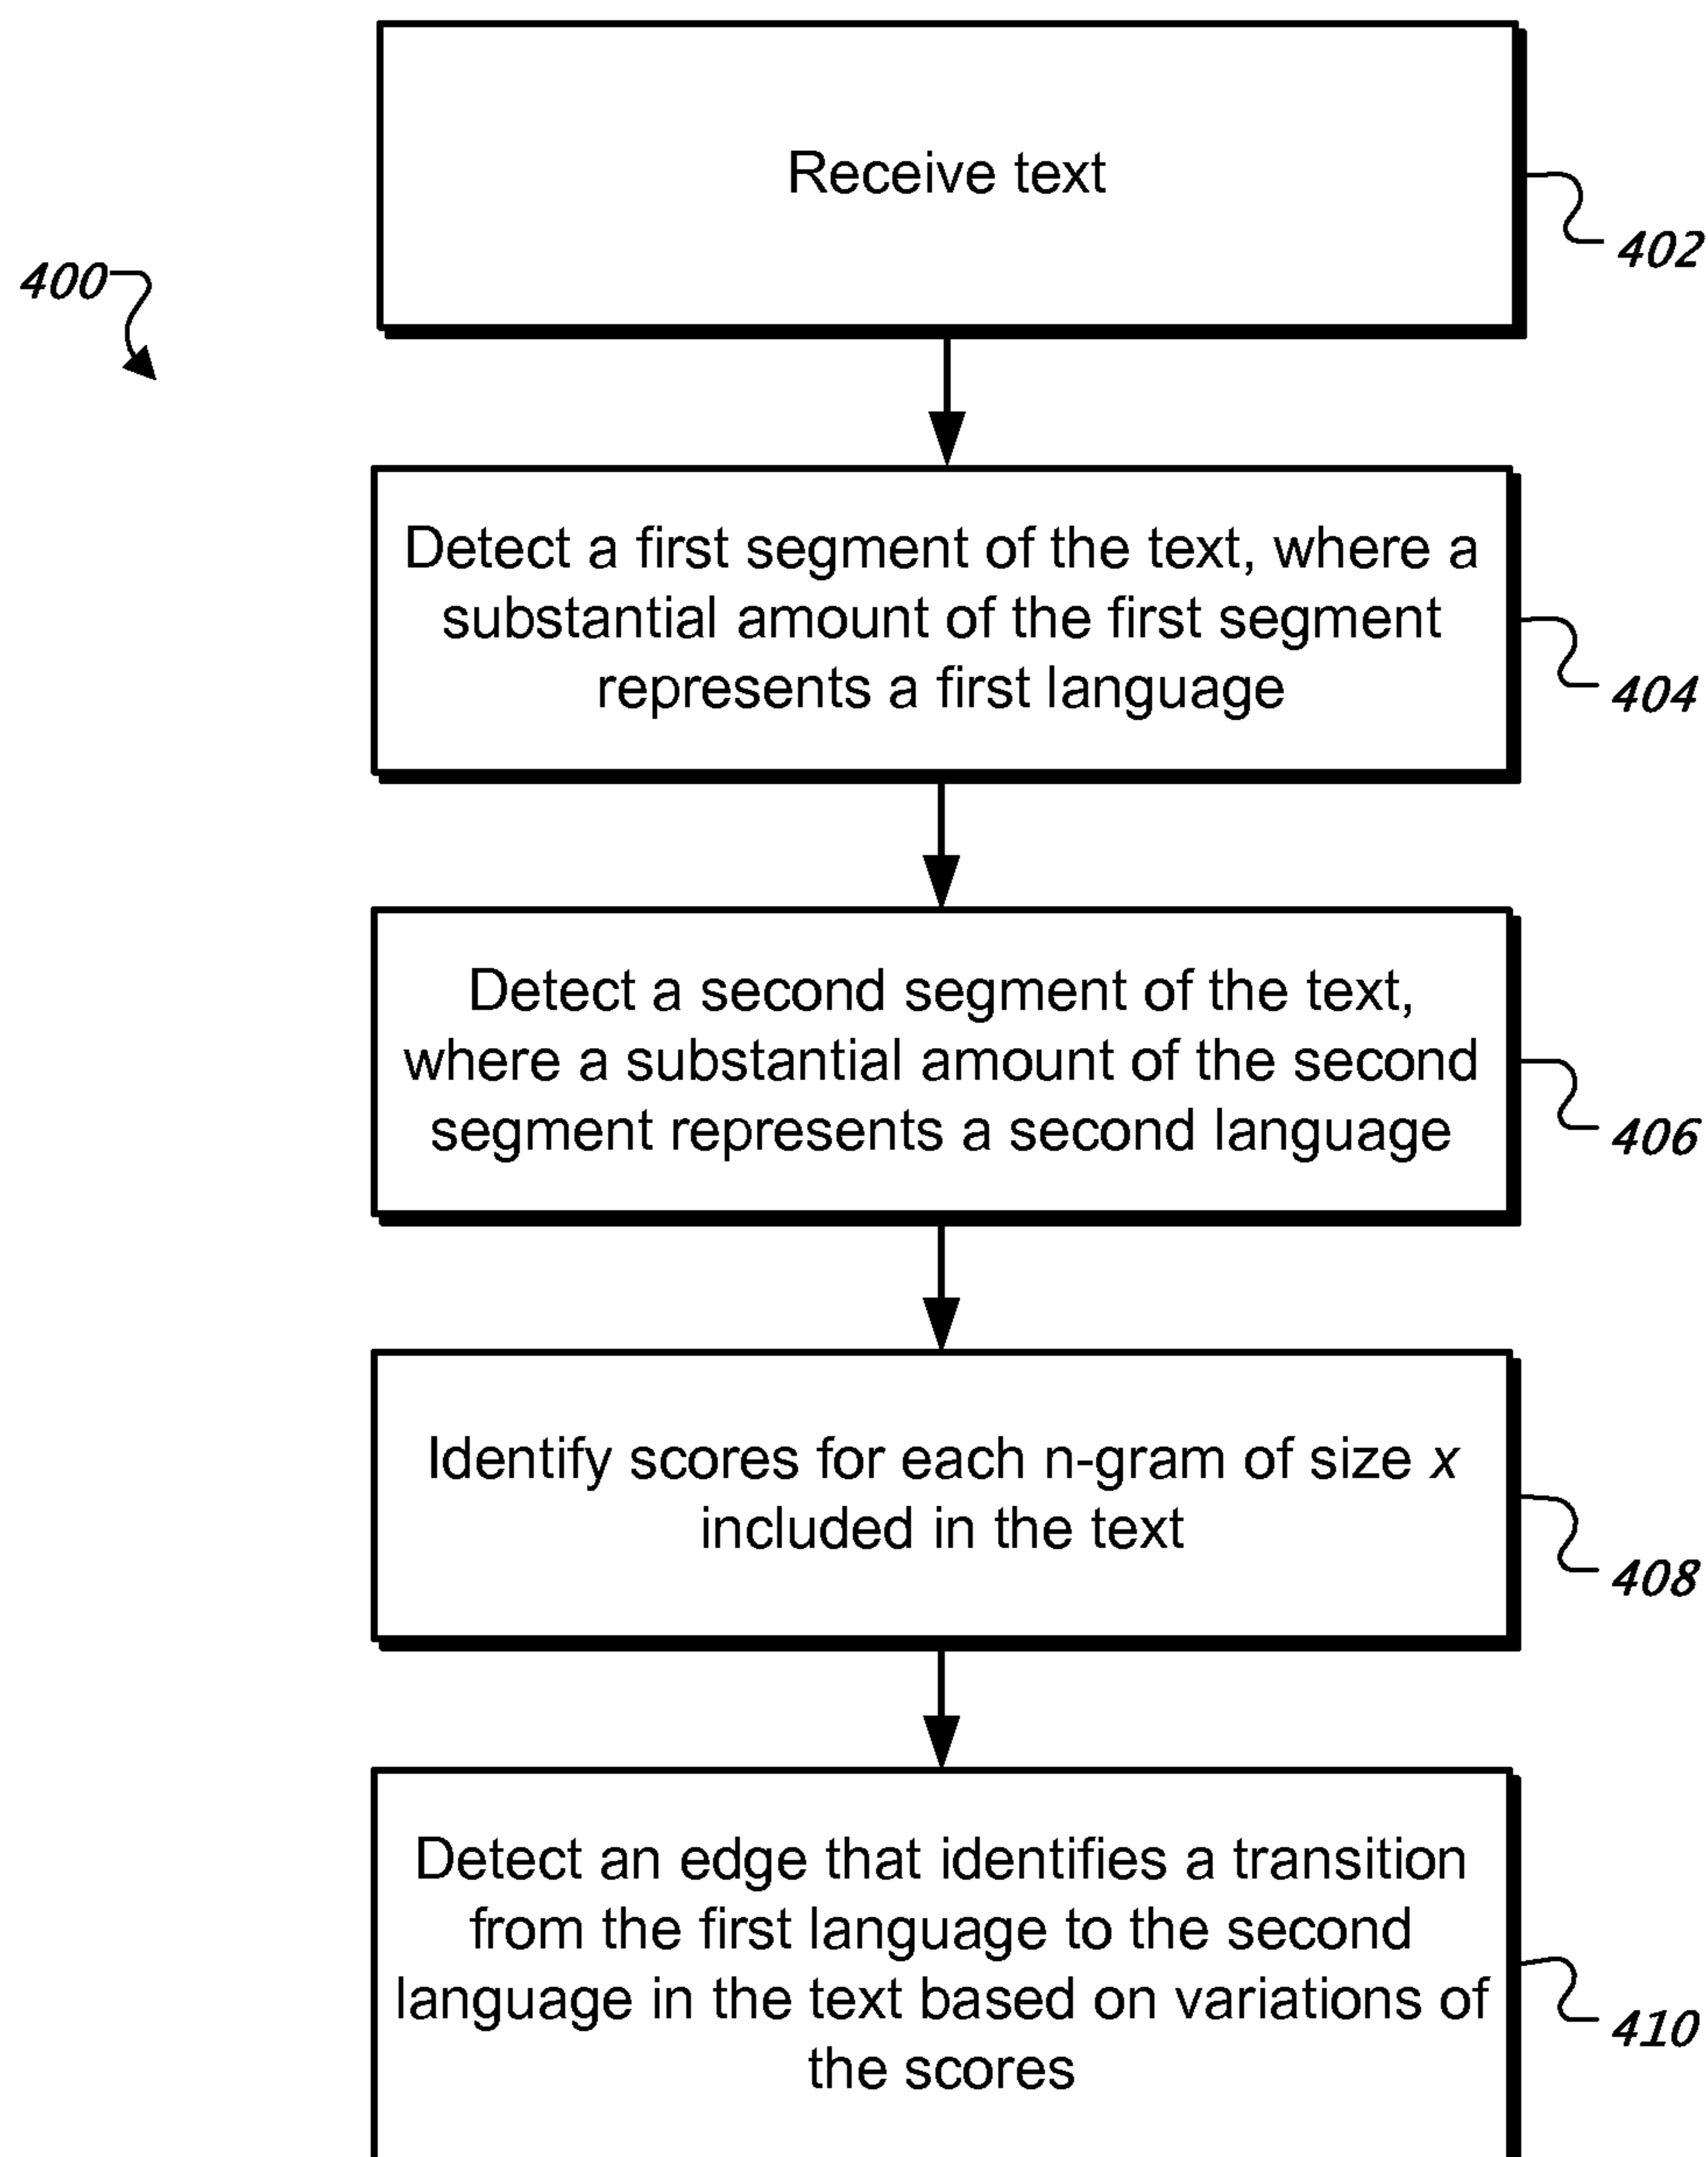 Receive text
402
400
Detect a first segment of the text, where a
substantial amount of the first segment
represents a first language
404
Detect a second segment of the text,
where a substantial amount of the second
segment represents a second language
406
Identify scores for each n-gram of size x
included in the text
408
Detect an edge that identifies a transition
from the first language to the second
language in the text based on variations of
the scores
410